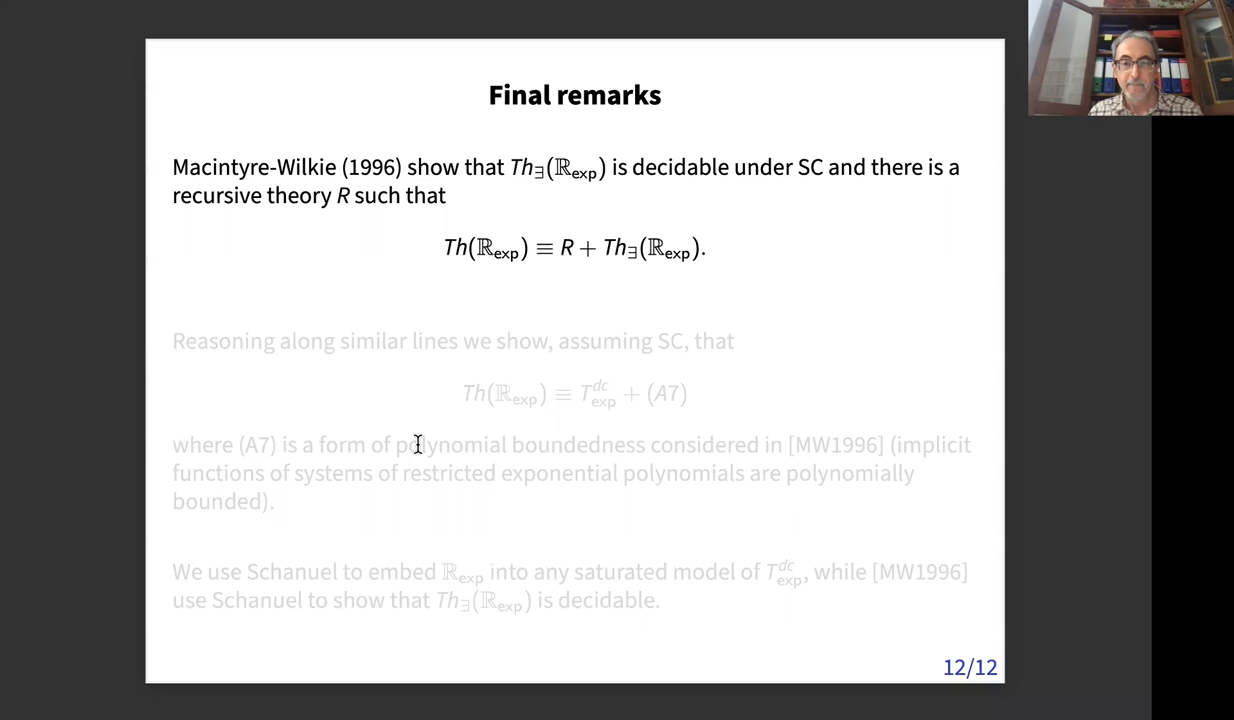 Final remarks
Macintyre-Wilkie (1996) show that Th∃(ℝexp) is decidable under SC and there is a
recursive theory R such that
Th(ℝexp) ≡ R + Th∃(ℝexp).
Reasoning along similar lines we show, assuming SC, that
Th(ℝexp) ≡ T^dc_exp + (A7)
where (A7) is a form of polynomial boundedness considered in [MW1996] (implicit
functions of systems of restricted exponential polynomials are polynomially
bounded).
We use Schanuel to embed ℝexp into any saturated model of T^dc_exp, while [MW1996]
use Schanuel to show that Th∃(ℝexp) is decidable.
12/12